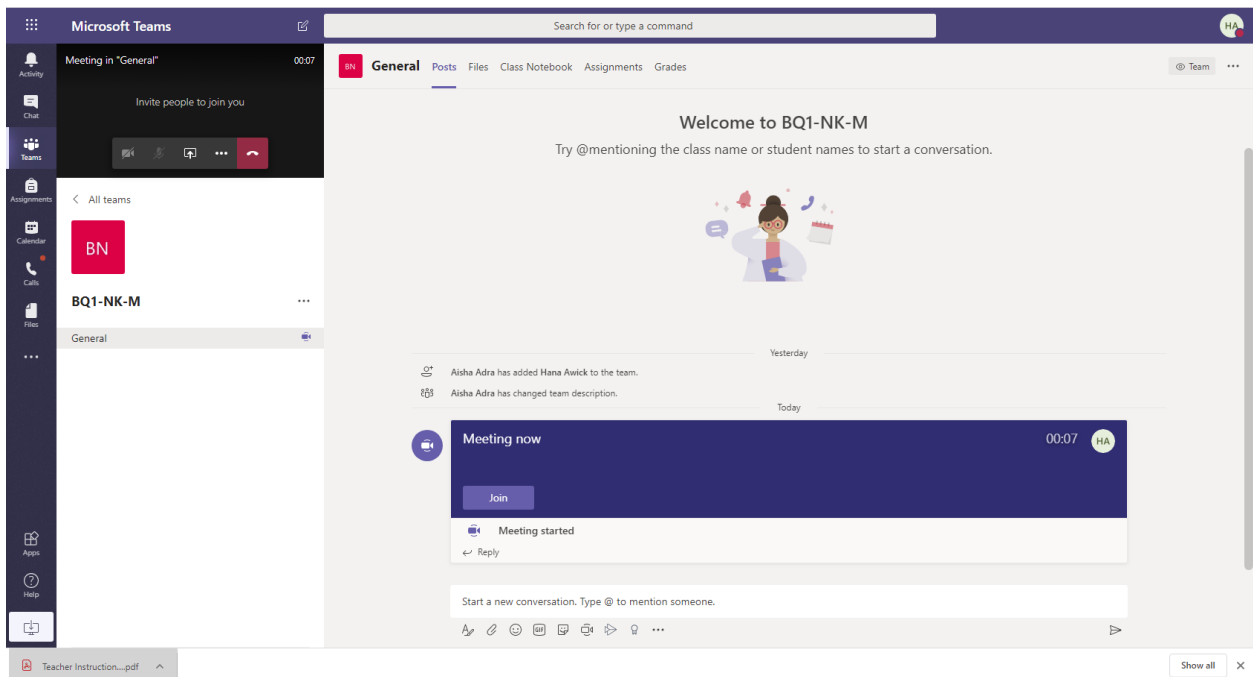 Microsoft Teams
Search for or type a command
HA
Activity
Chat
Teams
Assignments
Calendar
Calls
Files
Apps
Help
Meeting in "General"
00:07
Invite people to join you
All teams
BN
BQ1-NK-M
General
BN
General Posts Files Class Notebook Assignments Grades
Team
Welcome to BQ1-NK-M
Try @mentioning the class name or student names to start a conversation.
Yesterday
Aisha Adra has added Hana Awick to the team.
Aisha Adra has changed team description.
Today
Meeting now
00:07
HA
Join
Meeting started
Reply
Start a new conversation. Type @ to mention someone.
GIF
Teacher Instruction....pdf
Show all